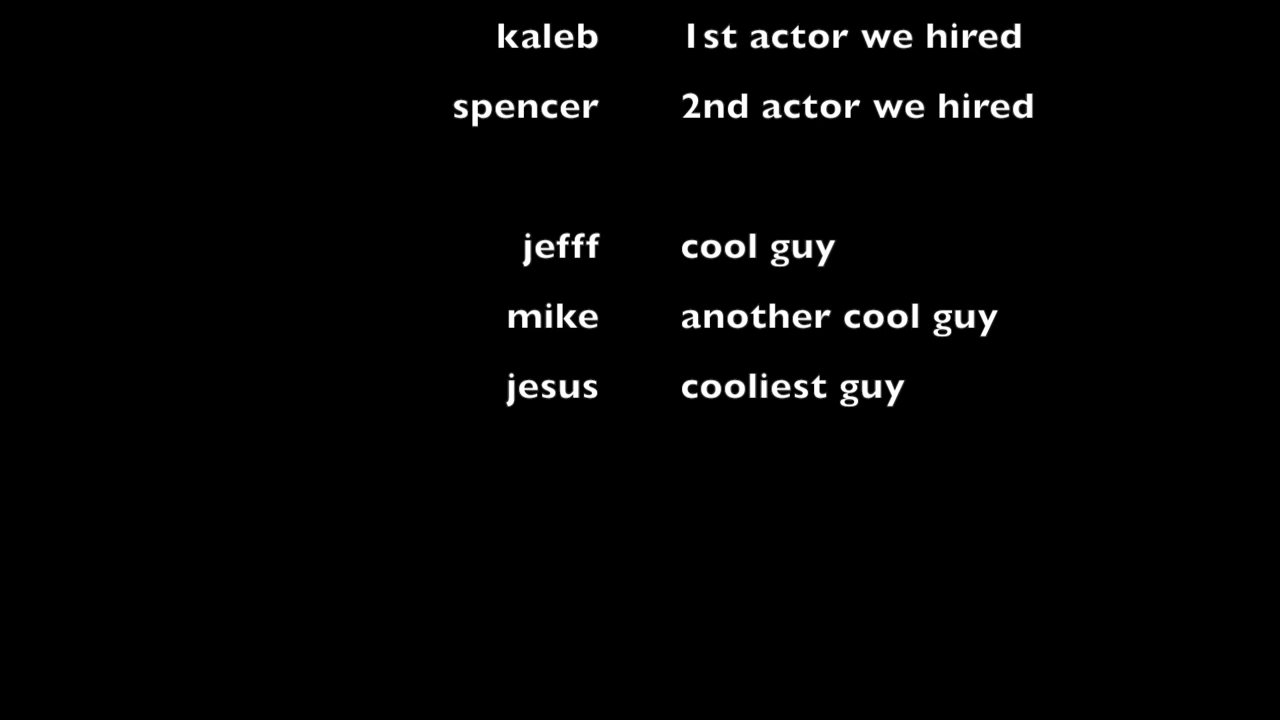 kaleb 1st actor we hired
spencer 2nd actor we hired
jefff cool guy
mike another cool guy
jesus cooliest guy